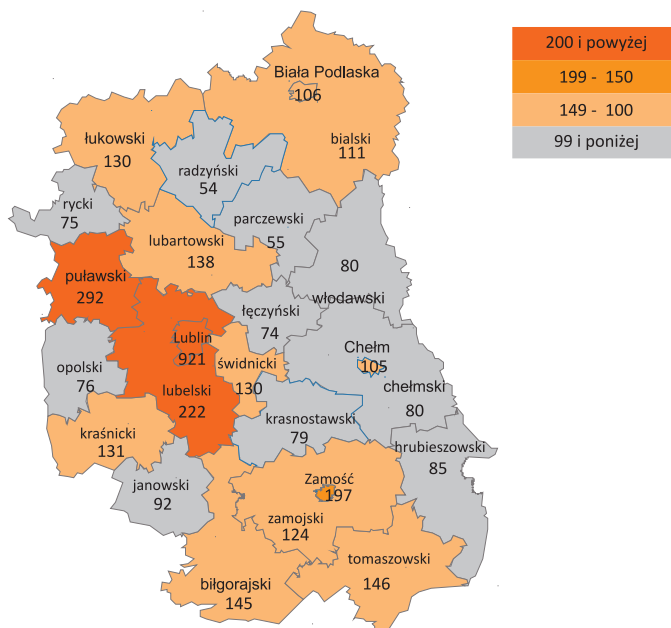 200 i powyżej
199 - 150
149 - 100
99 i poniżej
Biała Podlaska
106
bialski
111
łukowski
130
radzyński
54
rycki
75
parczewski
55
lubartowski
138
80
włodawski
puławski
292
łęczyński
74
Lublin
921
świdnicki
130
Chełm
105
opolski
76
lubelski
222
chełmski
80
krasnostawski
79
kraśnicki
131
hrubieszowski
85
janowski
92
Zamość
197
zamojski
124
tomaszowski
146
biłgorajski
145